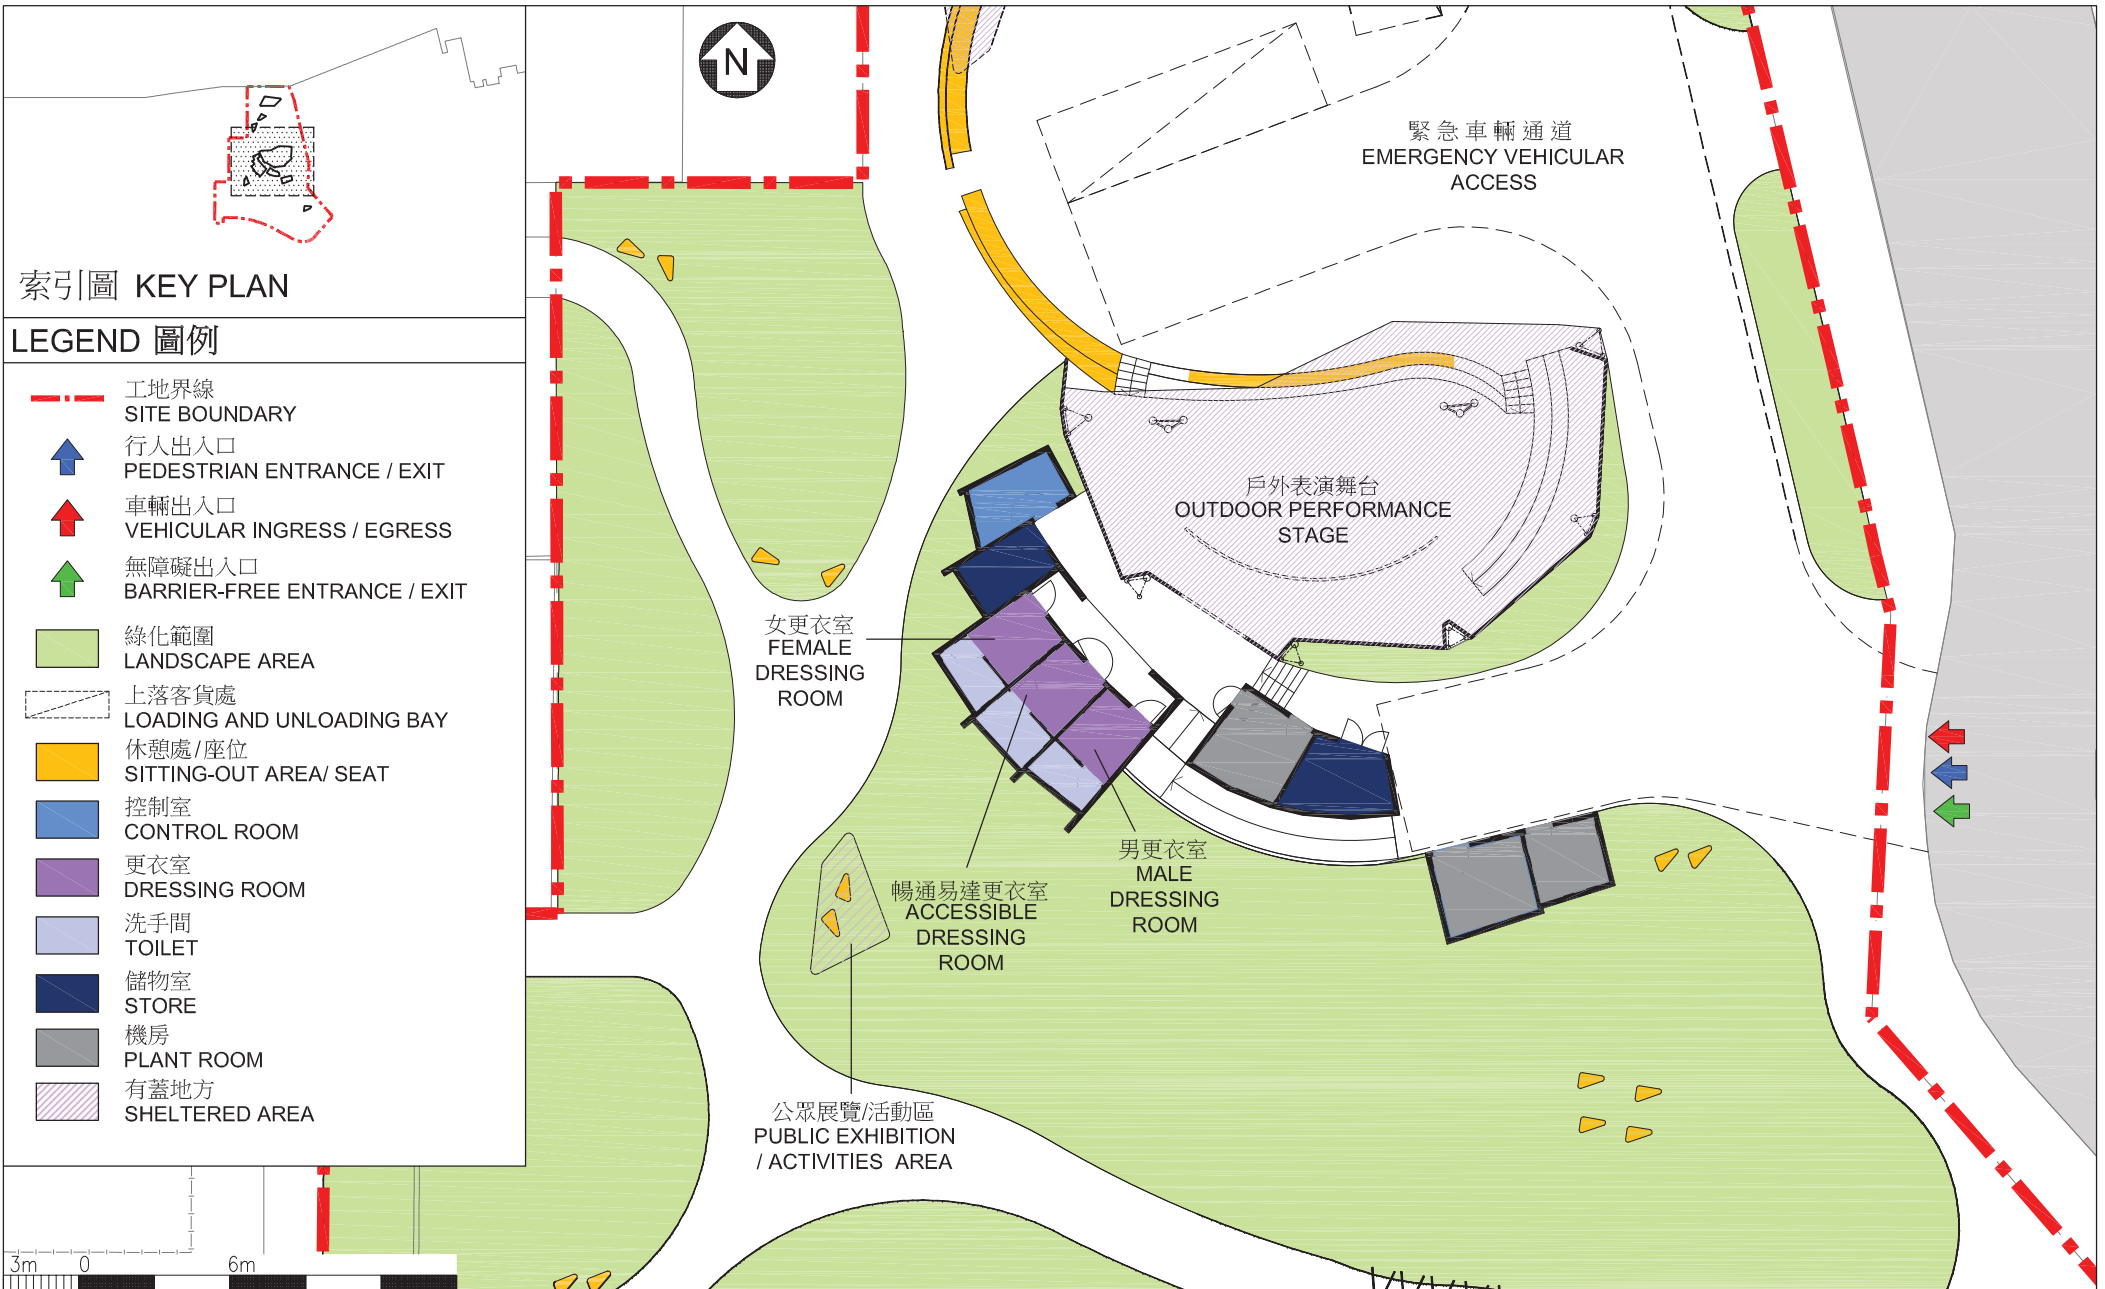 N
索引圖 KEY PLAN
LEGEND 圖例
工地界線
SITE BOUNDARY
行人出入口
PEDESTRIAN ENTRANCE / EXIT
車輛出入口
VEHICULAR INGRESS / EGRESS
無障礙出入口
BARRIER-FREE ENTRANCE / EXIT
綠化範圍
LANDSCAPE AREA
上落客貨處
LOADING AND UNLOADING BAY
休憩處/座位
SITTING-OUT AREA/ SEAT
控制室
CONTROL ROOM
更衣室
DRESSING ROOM
洗手間
TOILET
儲物室
STORE
機房
PLANT ROOM
有蓋地方
SHELTERED AREA
3m 0 6m
緊急車輛通道
EMERGENCY VEHICULAR
ACCESS
戶外表演舞台
OUTDOOR PERFORMANCE
STAGE
女更衣室
FEMALE
DRESSING
ROOM
男更衣室
MALE
DRESSING
ROOM
暢通易達更衣室
ACCESSIBLE
DRESSING
ROOM
公眾展覽/活動區
PUBLIC EXHIBITION
/ ACTIVITIES AREA